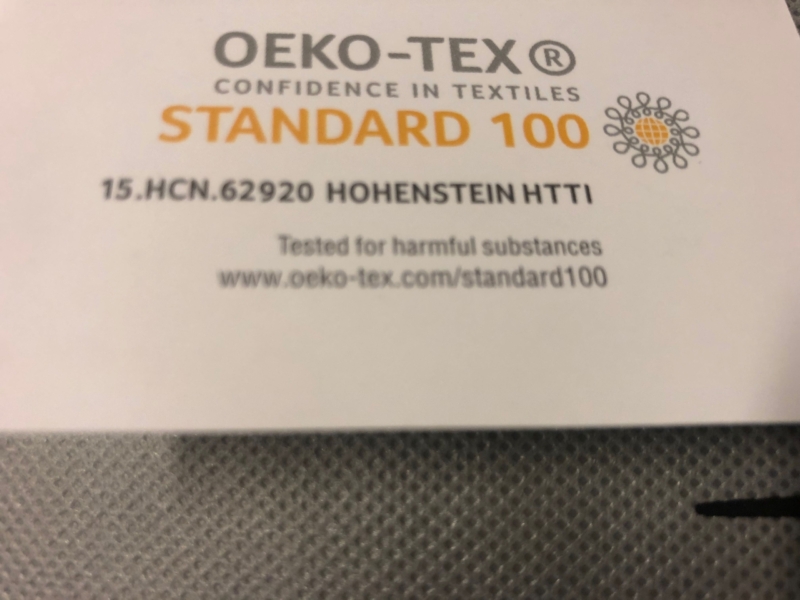 OEKO-TEX®
CONFIDENCE IN TEXTILES
STANDARD 100
15.HCN.62920 HOHENSTEIN HTTI
Tested for harmful substances
www.oeko-tex.com/standard100